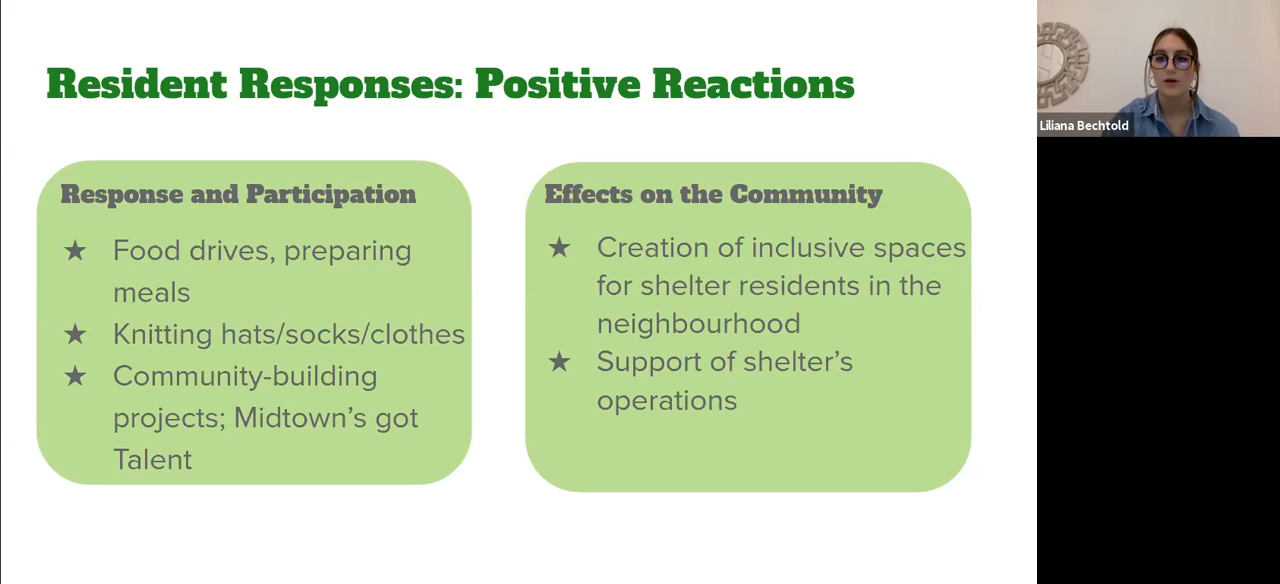 Resident Responses: Positive Reactions
Response and Participation
★ Food drives, preparing
meals
★ Knitting hats/socks/clothes
★ Community-building
projects; Midtown’s got
Talent
Effects on the Community
★ Creation of inclusive spaces
for shelter residents in the
neighbourhood
★ Support of shelter’s
operations
Liliana Bechtold